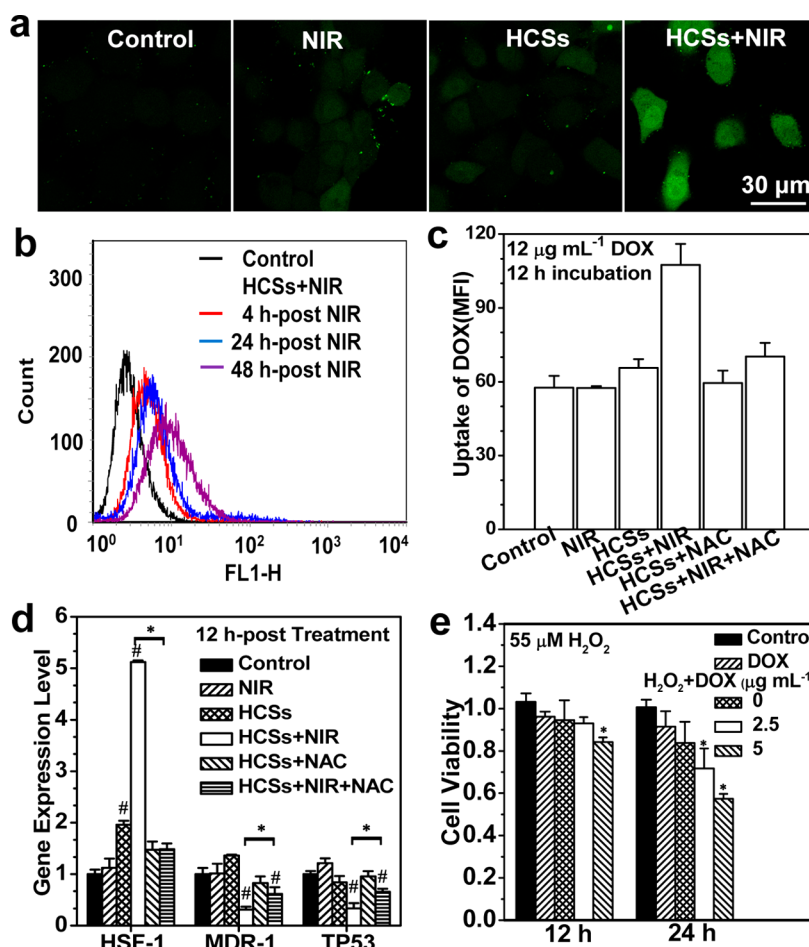 a
Control
NIR
HCSs
HCSs+NIR
30 μm
b
300
200
100
0
Count
Control
HCSs+NIR
4 h-post NIR
24 h-post NIR
48 h-post NIR
10⁰
10¹
10²
10³
10⁴
FL1-H
c
12 μg mL⁻¹ DOX
12 h incubation
120
90
60
30
0
Uptake of DOX(MFI)
Control
NIR
HCSs
HCSs+NIR
HCSs+NAC
HCSs+NIR+NAC
d
6
5
4
3
2
1
0
Gene Expression Level
12 h-post Treatment
Control
NIR
HCSs
HCSs+NIR
HCSs+NAC
HCSs+NIR+NAC
#
#
*
#
*
#
#
*
#
HSF-1
MDR-1
TP53
e
1.0
0.8
0.6
0.4
0.2
0.0
Cell Viability
55 μM H₂O₂
Control
DOX
H₂O₂+DOX (μg mL⁻¹
0
2.5
5
*
*
*
12 h
24 h